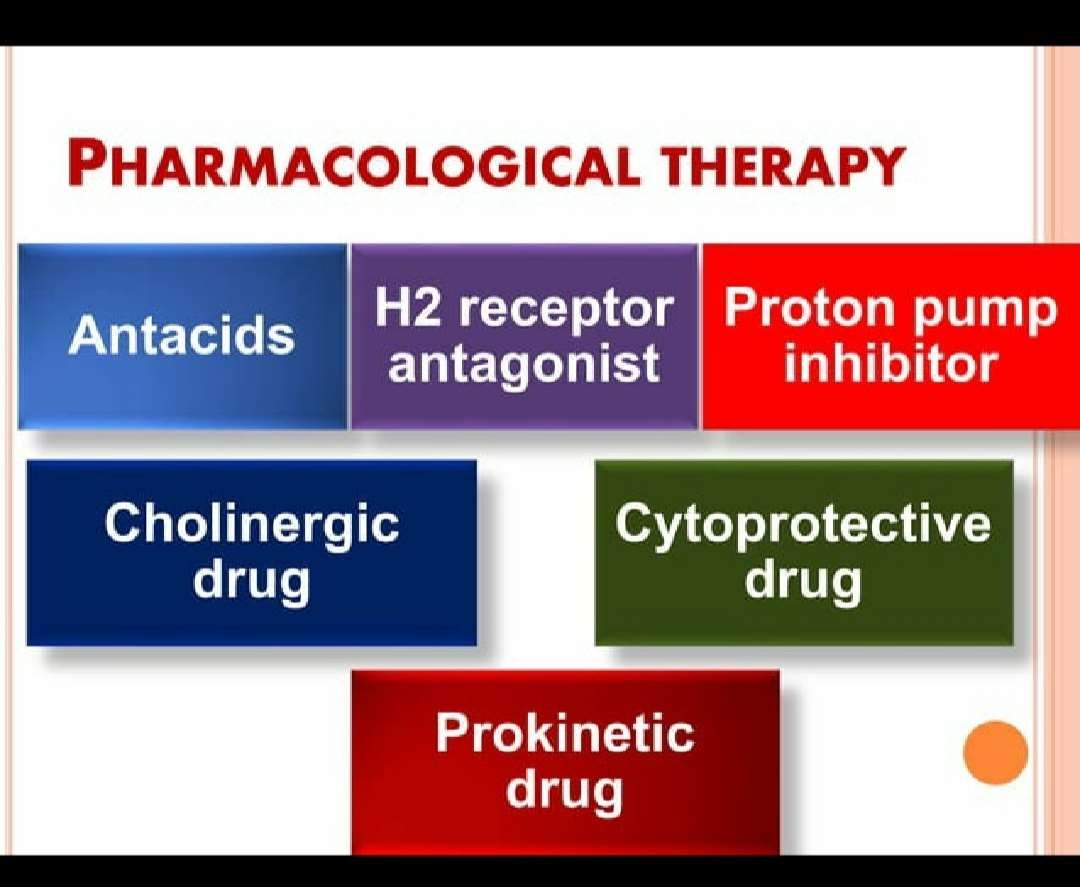 PHARMACOLOGICAL THERAPY
Antacids
H2 receptor
antagonist
Proton pump
inhibitor
Cholinergic
drug
Cytoprotective
drug
Prokinetic
drug